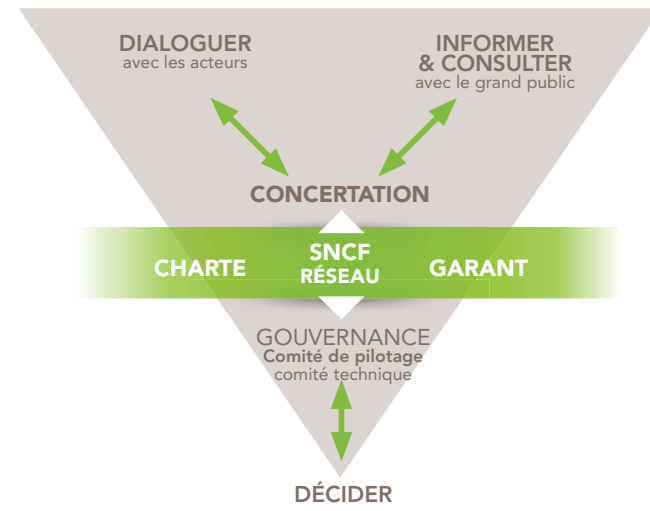 DIALOGUER
avec les acteurs
INFORMER
& CONSULTER
avec le grand public
CONCERTATION
CHARTE
SNCF
RÉSEAU
GARANT
GOUVERNANCE
Comité de pilotage
comité technique
DÉCIDER